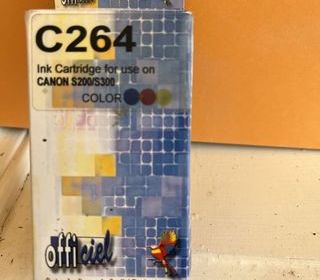 C264
Ink Cartridge for use on
CANON S200/S300
COLOR
officiel